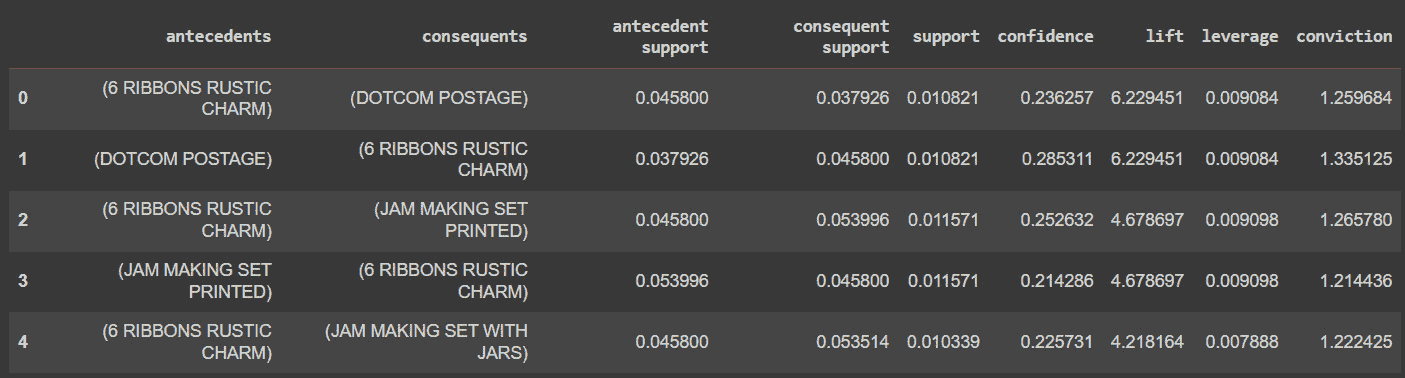 antecedents consequents antecedent support consequent support support confidence lift leverage conviction
0 (6 RIBBONS RUSTIC CHARM) (DOTCOM POSTAGE) 0.045800 0.037926 0.010821 0.236257 6.229451 0.009084 1.259684
1 (DOTCOM POSTAGE) (6 RIBBONS RUSTIC CHARM) 0.037926 0.045800 0.010821 0.285311 6.229451 0.009084 1.335125
2 (6 RIBBONS RUSTIC CHARM) (JAM MAKING SET PRINTED) 0.045800 0.053996 0.011571 0.252632 4.678697 0.009098 1.265780
3 (JAM MAKING SET PRINTED) (6 RIBBONS RUSTIC CHARM) 0.053996 0.045800 0.011571 0.214286 4.678697 0.009098 1.214436
4 (6 RIBBONS RUSTIC CHARM) (JAM MAKING SET WITH JARS) 0.045800 0.053514 0.010339 0.225731 4.218164 0.007888 1.222425